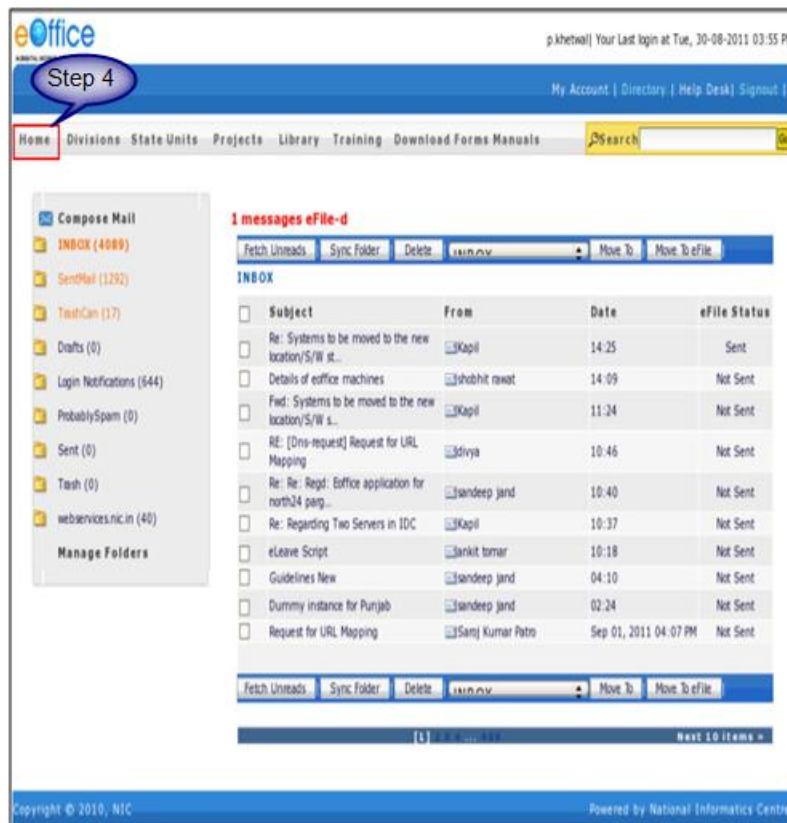 eOffice
p.khetwal| Your Last login at Tue, 30-08-2011 03:55 P
Step 4
My Account | Directory | Help Desk| Signout |
Home Divisions State Units Projects Library Training Download Forms Manuals Search Go
Compose Mail
INBOX (4089)
SentMail (1292)
TrashCan (17)
Drafts (0)
Login Notifications (644)
ProbablySpam (0)
Sent (0)
Trash (0)
webservices.nic.in (40)
Manage Folders
1 messages eFile-d
Fetch Unreads Sync Folder Delete INBOX Move To Move To eFile
INBOX
Subject From Date eFile Status
Re: Systems to be moved to the new
location/S/W st... Kapil 14:25 Sent
Details of eoffice machines shobhit rawat 14:09 Not Sent
Fwd: Systems to be moved to the new
location/S/W s... Kapil 11:24 Not Sent
RE: [Dns-request] Request for URL
Mapping divya 10:46 Not Sent
Re: Re: Regd: Eoffice application for
north24 parg... sandeep jand 10:40 Not Sent
Re: Regarding Two Servers in IDC Kapil 10:37 Not Sent
eLeave Script ankit tomar 10:18 Not Sent
Guidelines New sandeep jand 04:10 Not Sent
Dummy instance for Punjab sandeep jand 02:24 Not Sent
Request for URL Mapping Saroj Kumar Patro Sep 01, 2011 04:07 PM Not Sent
Fetch Unreads Sync Folder Delete INBOX Move To Move To eFile
[1] 2 3 4 ... Next 10 items »
Copyright © 2010, NIC Powered by National Informatics Centre